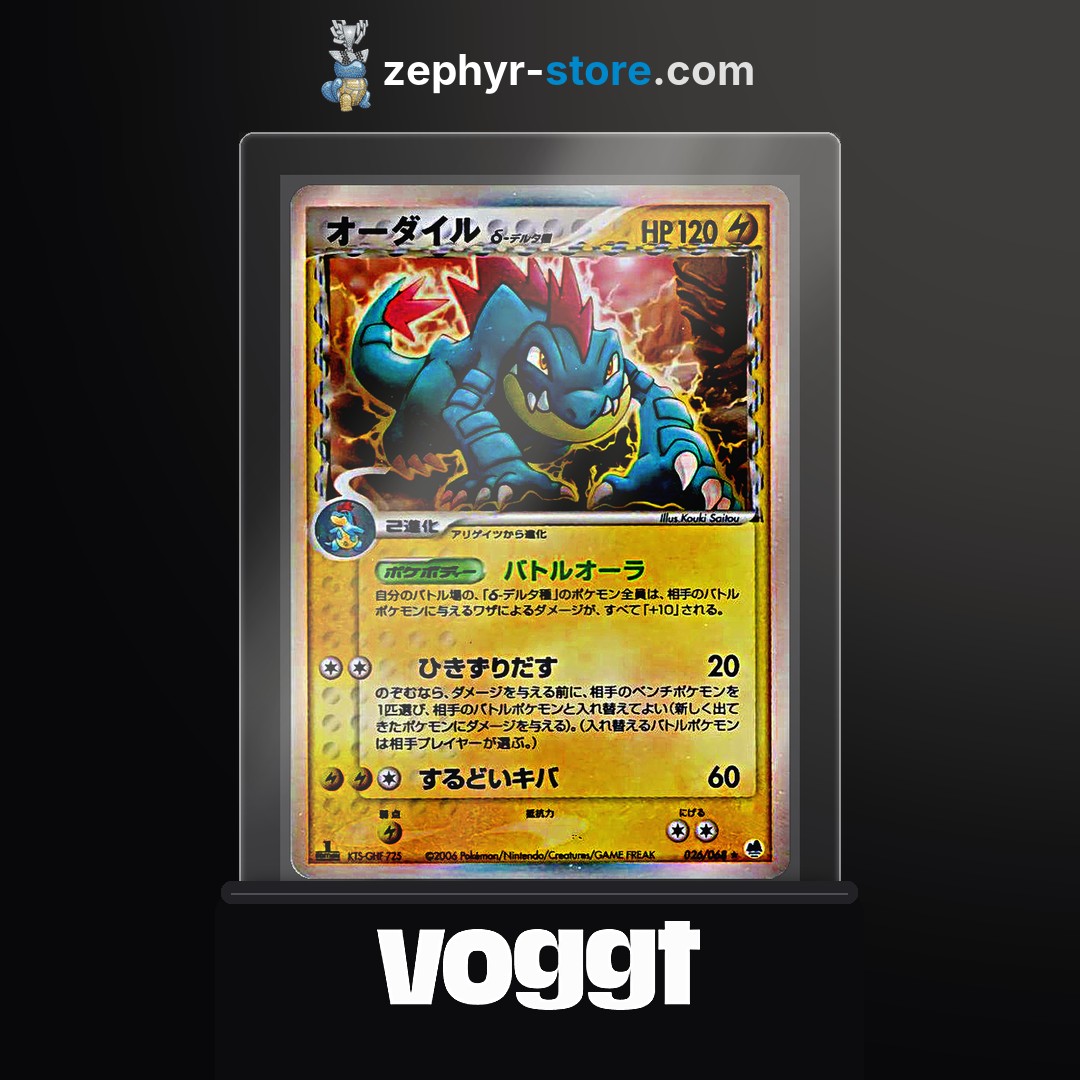 zephyr-store.com
オーダイル δ-デルタ種 HP 120
Illus. Kouki Saitou
2進化
アリゲイツから進化
ポケボディー バトルオーラ
自分のバトル場の、「δ-デルタ種」のポケモン全員は、相手のバトル
ポケモンに与えるワザによるダメージが、すべて「+10」される。
ひきずりだす 20
のぞむなら、ダメージを与える前に、相手のベンチポケモンを
1匹選び、相手のバトルポケモンと入れ替えてよい(新しく出て
きたポケモンにダメージを与える)。(入れ替えるバトルポケモン
は相手プレイヤーが選ぶ。)
するどいキバ 60
弱点 抵抗力 にげる
1 EDITION KTS-GHF 725 ©2006 Pokémon/Nintendo/Creatures/GAME FREAK 026/068 ★
voggt